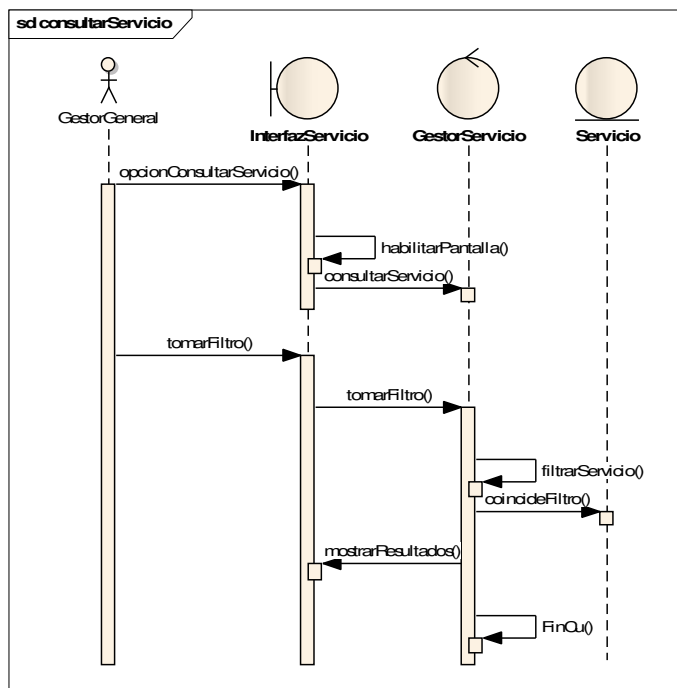 sd consultarServicio
GestorGeneral
InterfazServicio
GestorServicio
Servicio
opcionConsultarServicio()
habilitarPantalla()
consultarServicio()
tomarFiltro()
tomarFiltro()
filtrarServicio()
coincideFiltro()
mostrarResultados()
FinCu()